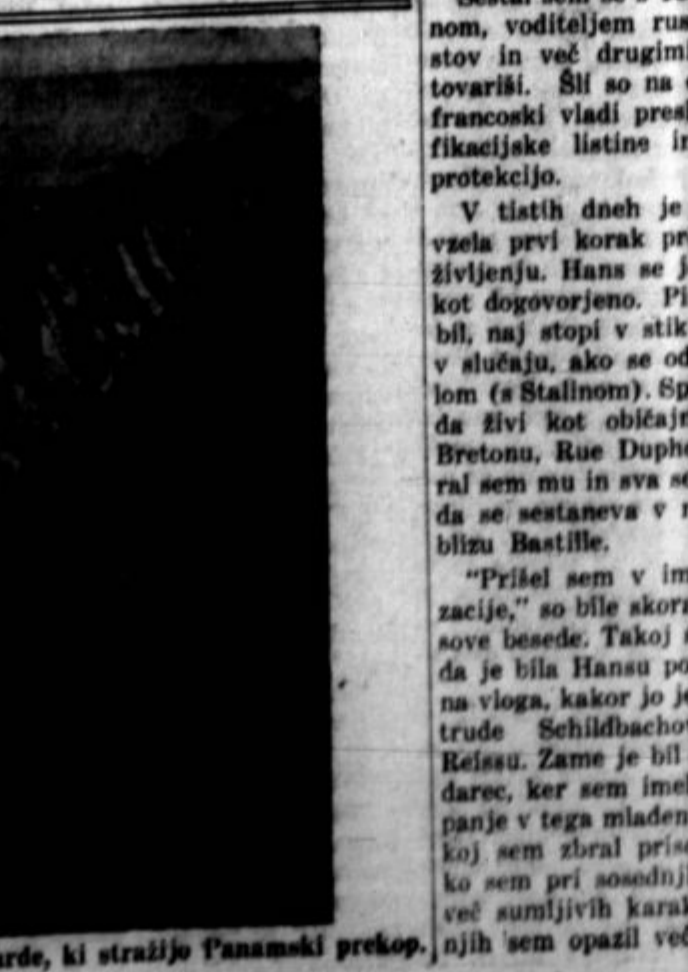 nom, voditeljem rus
stov in več drugim
tovariši. Šli so na
francoski vladi pres
fikacijske listine in
protekcijo.
V tistih dneh je
vzela prvi korak pr
življenju. Hans se j
kot dogovorjeno. Pi
bil, naj stopi v stik
v slučaju, ako se od
lom (s Stalinom). Sp
da živi kot običajn
Bretonu, Rue Duph
ral sem mu in sva se
da se sestaneva v
blizu Bastille.
"Prišel sem v im
zacije," so bile skor
sove besede. Takoj
da je bila Hansu po
na vloga, kakor jo je
trude Schildbacho
Reissu. Zame je bil
darec, ker sem ime
panje v tega mladen
koj sem zbral pris
ko sem pri sosednj
več sumljivih karak
njih sem opazil več
arde, ki stražijo Panamski prekop.